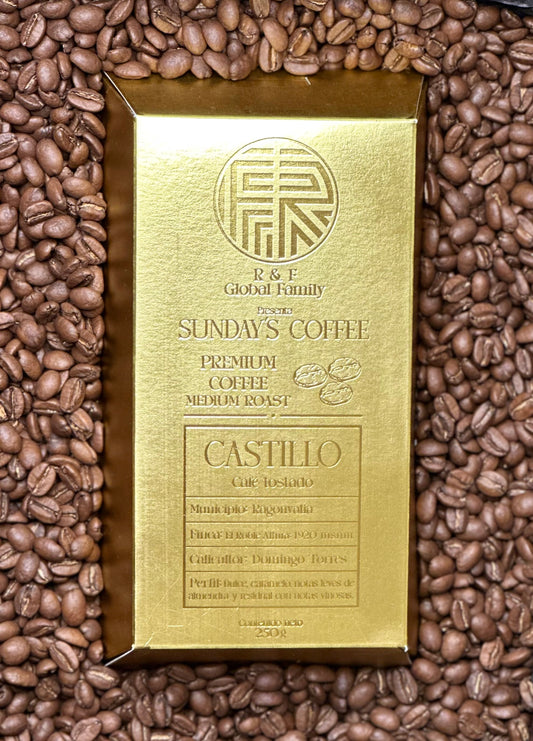 R & F
Global Family
Presenta
SUNDAY'S COFFEE
PREMIUM
COFFEE
MEDIUM ROAST
CASTILLO
Café Tostado
Municipio: Ragonvalia
Finca: El Roble Altura: 1920 msnm
Caficultor: Domingo Torres
Perfil: Dulce, caramelo, notas leves de
almendra y residual con notas vinosas.
Contenido neto
250 g